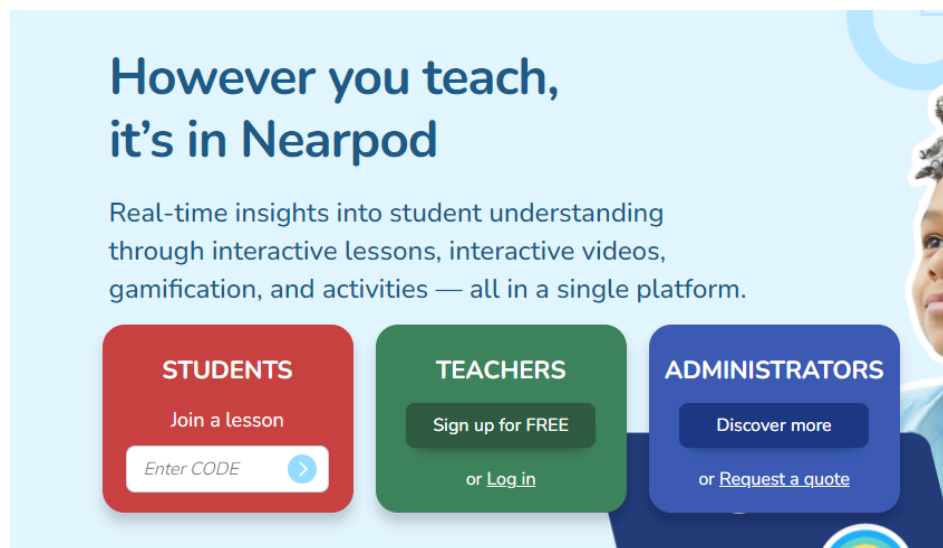 However you teach,
it’s in Nearpod
Real-time insights into student understanding
through interactive lessons, interactive videos,
gamification, and activities — all in a single platform.
STUDENTS
Join a lesson
Enter CODE
TEACHERS
Sign up for FREE
or Log in
ADMINISTRATORS
Discover more
or Request a quote